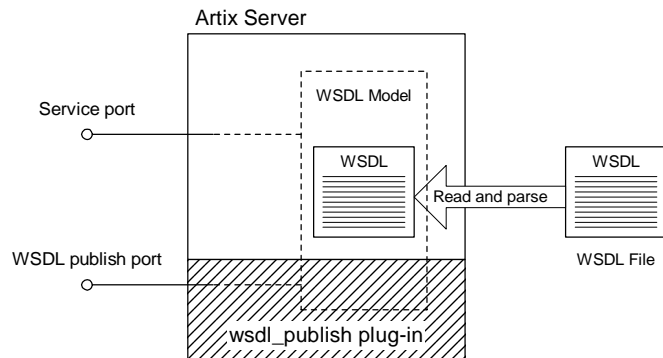 Artix Server
WSDL Model
Service port
WSDL
WSDL
Read and parse
WSDL publish port
WSDL File
wsdl_publish plug-in